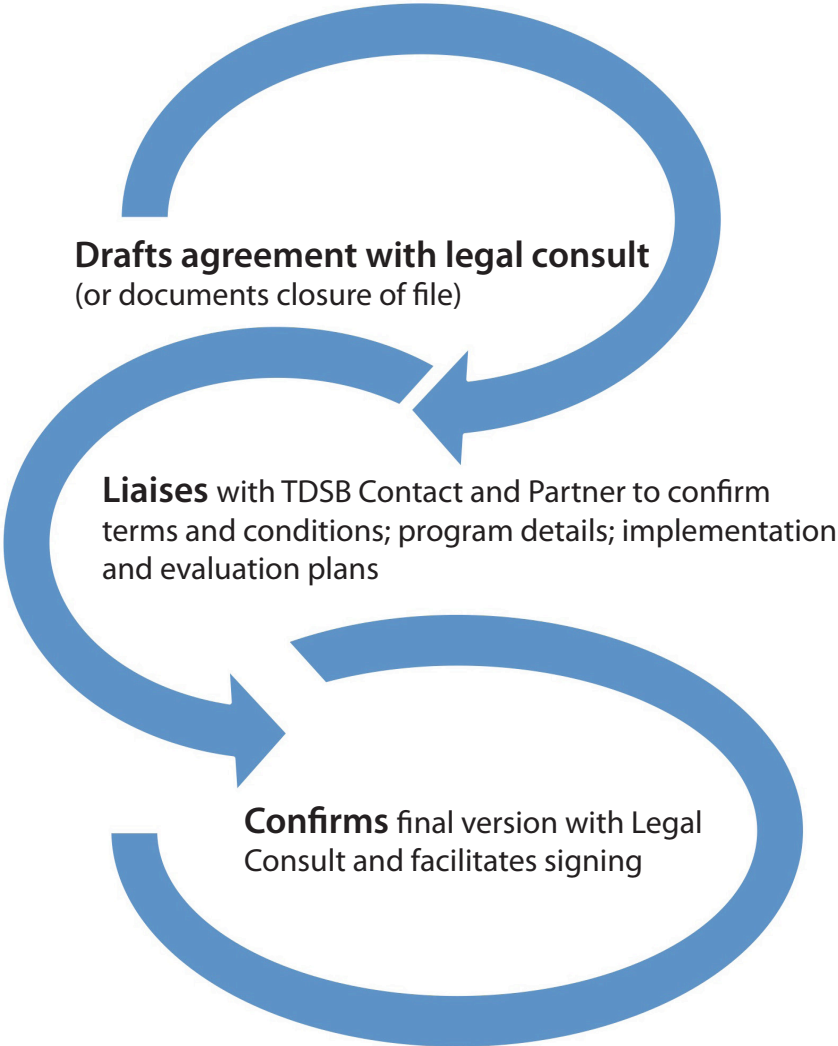 Drafts agreement with legal consult
(or documents closure of file)
Liaises with TDSB Contact and Partner to confirm
terms and conditions; program details; implementation
and evaluation plans
Confirms final version with Legal
Consult and facilitates signing